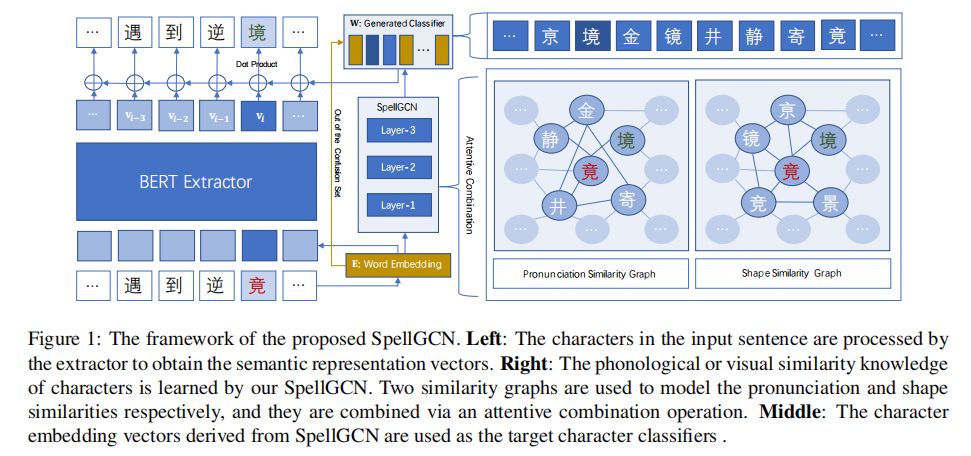 … 遇 到 逆 境 …
Dot Product
… v_{i-3} v_{i-2} v_{i-1} v_i …
BERT Extractor
… 遇 到 逆 竟 …
W: Generated Classifier
…
Out of the Confusion Set
SpellGCN
Layer-3
Layer-2
Layer-1
E: Word Embedding
Attentive Combination
… 京 境 金 镜 井 静 寄 竟 …
… 金 …
静 境
… 竟 …
井 寄
… … …
Pronunciation Similarity Graph
… 京 …
镜 境
… 竟 …
竞 景
… … …
Shape Similarity Graph
Figure 1: The framework of the proposed SpellGCN. Left: The characters in the input sentence are processed by
the extractor to obtain the semantic representation vectors. Right: The phonological or visual similarity knowledge
of characters is learned by our SpellGCN. Two similarity graphs are used to model the pronunciation and shape
similarities respectively, and they are combined via an attentive combination operation. Middle: The character
embedding vectors derived from SpellGCN are used as the target character classifiers .